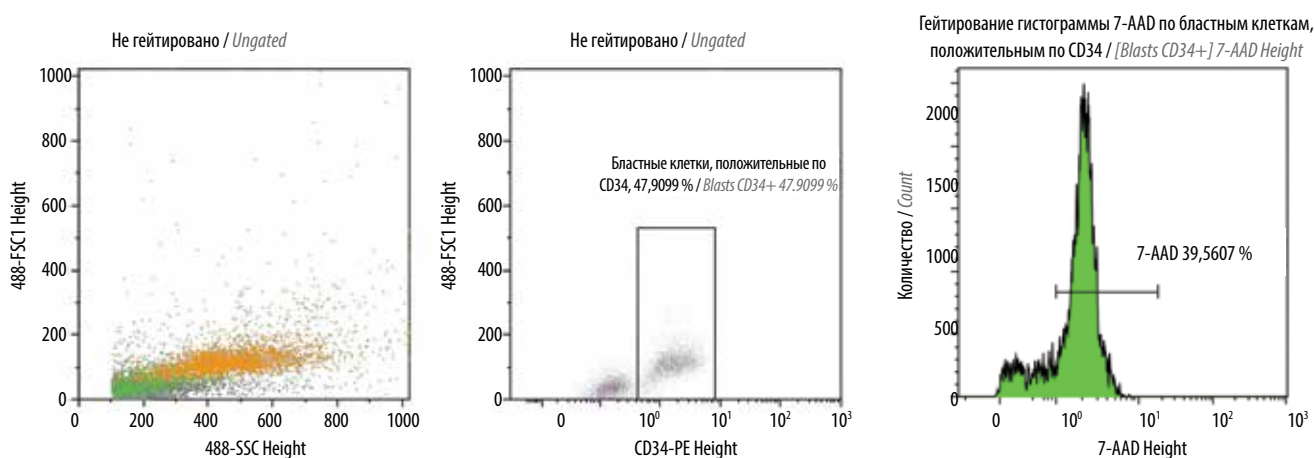 Не гейтировано / Ungated
1000
800
600
400
200
0
488-FSC1 Height
0 200 400 600 800 1000
488-SSC Height
Не гейтировано / Ungated
1000
800
600
400
200
0
488-FSC1 Height
Бластные клетки, положительные по
CD34, 47,9099 % / Blasts CD34+ 47.9099 %
0 10⁰ 10¹ 10² 10³
CD34-PE Height
Гейтирование гистограммы 7-AAD по бластным клеткам,
положительным по CD34 / [Blasts CD34+] 7-AAD Height
2000
1500
1000
500
0
Количество / Count
7-AAD 39,5607 %
0 10⁰ 10¹ 10² 10³
7-AAD Height